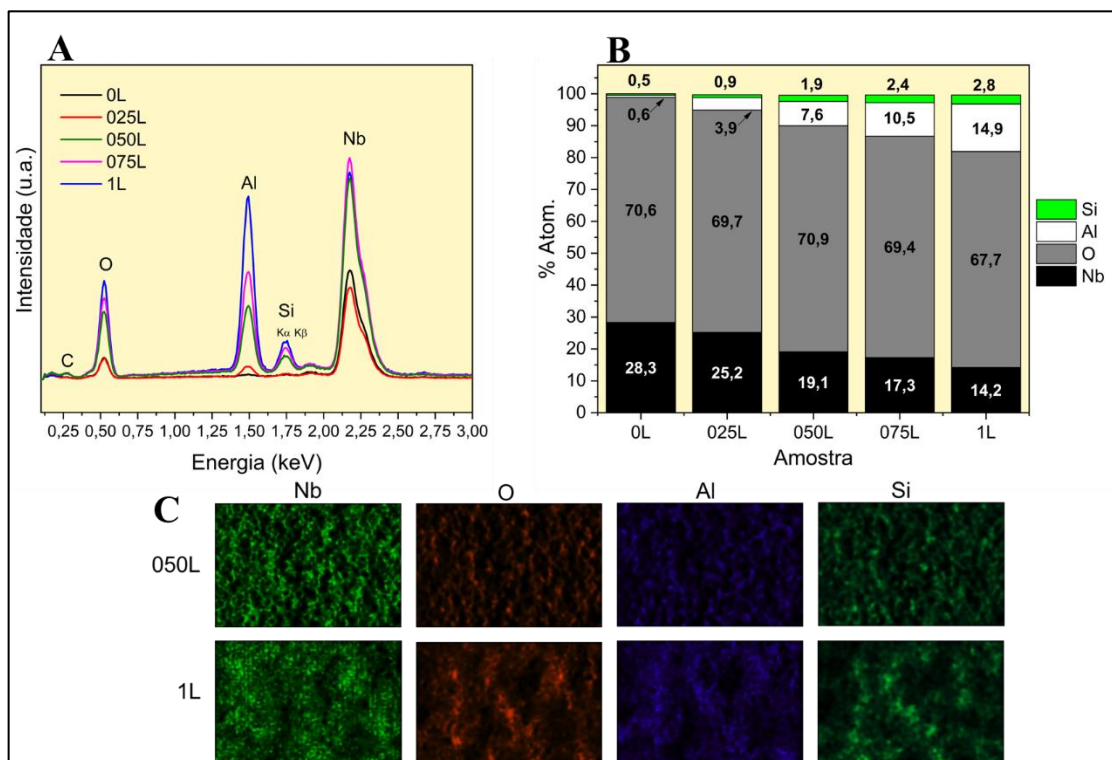 A
0L
025L
050L
075L
1L
Nb
Al
O
Si
Kα Kβ
C
Intensidade (u.a.)
0,25 0,50 0,75 1,00 1,25 1,50 1,75 2,00 2,25 2,50 2,75 3,00
Energia (keV)
B
0,5 0,9 1,9 2,4 2,8
100
90
80
70
60
50
40
30
20
10
0
% Atom.
0,6 3,9 7,6 10,5 14,9
70,6 69,7 70,9 69,4 67,7
28,3 25,2 19,1 17,3 14,2
0L 025L 050L 075L 1L
Amostra
Si
Al
O
Nb
C
Nb O Al Si
050L
1L